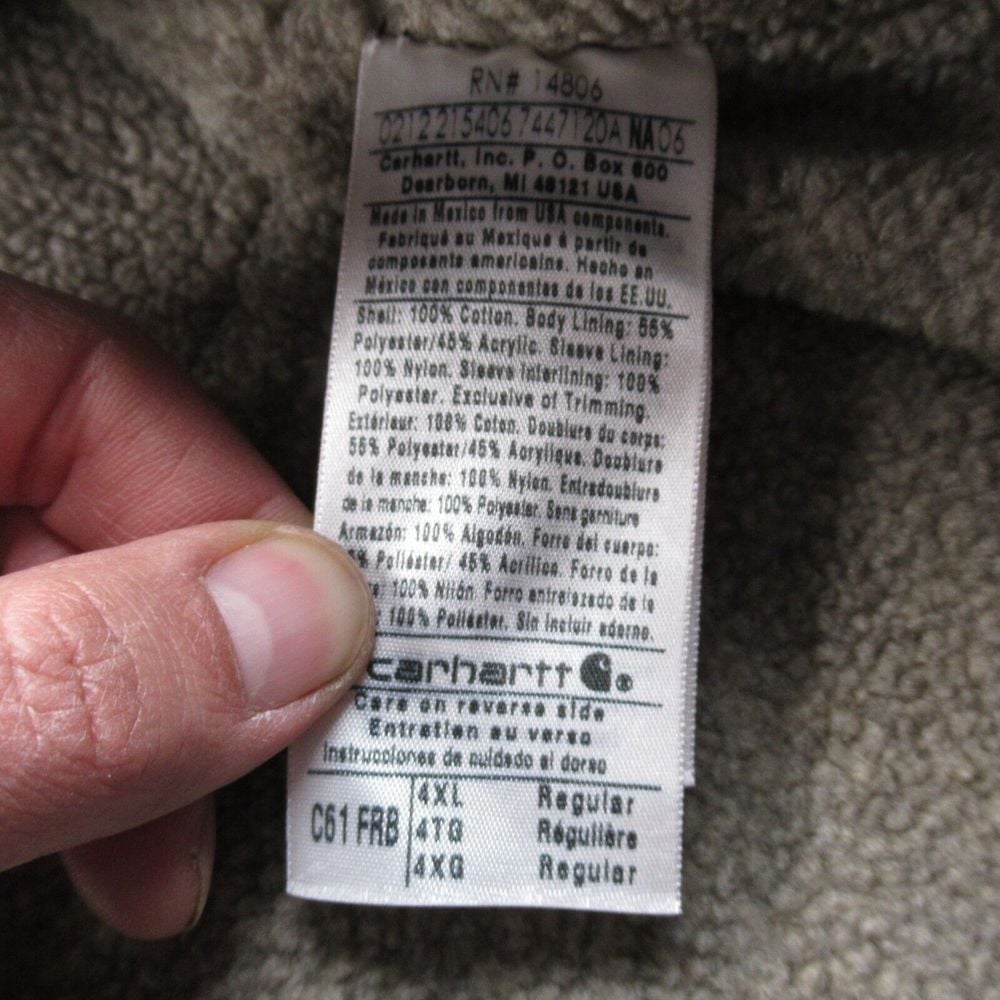 RN# 14806
0212215406 7447120A NA 06
Carhartt, Inc. P. O. Box 600
Dearborn, MI 48121 USA
Made in Mexico from USA components.
Fabriqué au Mexique à partir de
composants americains. Hecho en
México con componentes de los EE.UU.
Shell: 100% Cotton. Body Lining: 55%
Polyester/45% Acrylic. Sleeve Lining:
100% Nylon. Sleeve Interlining: 100%
Polyester. Exclusive of Trimming.
Extérieur: 100% Coton. Doublure du corps:
55% Polyester/45% Acrylique. Doublure
de la manche: 100% Nylon. Entredoublure
de la manche: 100% Polyester. Sans garniture
Armazón: 100% Algodón. Forro del cuerpo:
% Poliéster/ 45% Acrílico. Forro de la
: 100% Nilón. Forro entrelazado de la
100% Poliéster. Sin incluir adorno.
carhartt ®
Care on reverse side
Entretien au verso
Instrucciones de cuidado al dorso
C61 FRB
4XL Regular
4TG Régulière
4XG Regular